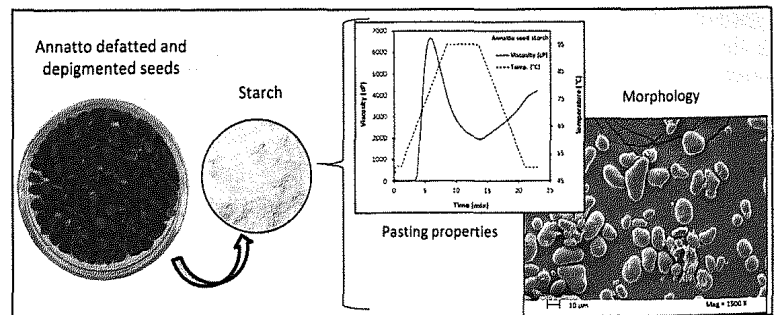 Annatto defatted and
depigmented seeds
Starch
Annatto seed starch
Viscosity (cP)
Temp. (°C)
7000
6000
5000
4000
3000
2000
1000
0
Viscosity (cP)
95
85
75
65
55
45
Temperature (°C)
0 5 10 15 20 25
Time (min)
Pasting properties
Morphology
10 µm
Mag = 1500 X